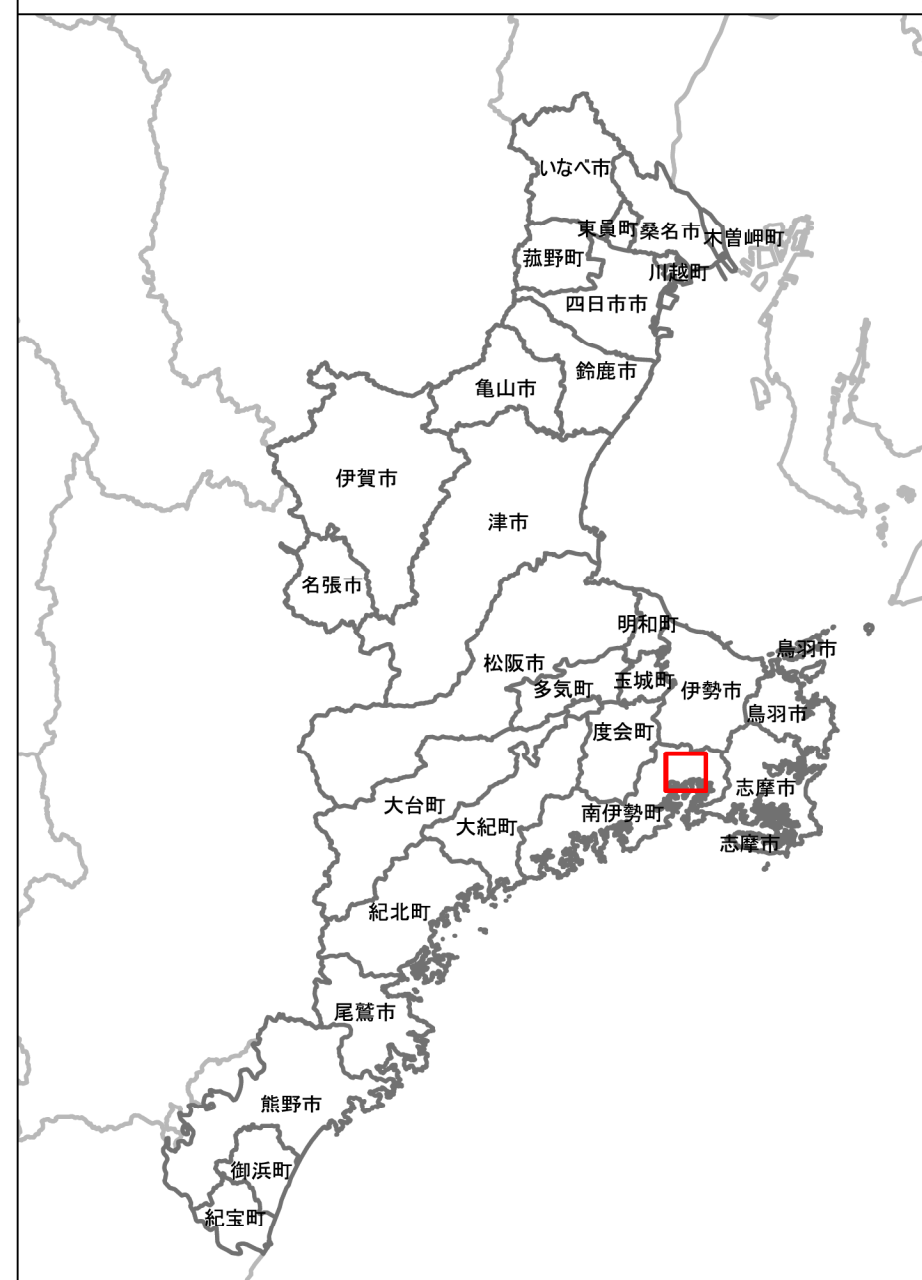 いなべ市
東員町
桑名市
木曽岬町
菰野町
川越町
四日市市
鈴鹿市
亀山市
伊賀市
津市
名張市
明和町
鳥羽市
松阪市
多気町
玉城町
伊勢市
鳥羽市
度会町
志摩市
大台町
南伊勢町
大紀町
志摩市
紀北町
尾鷲市
熊野市
御浜町
紀宝町